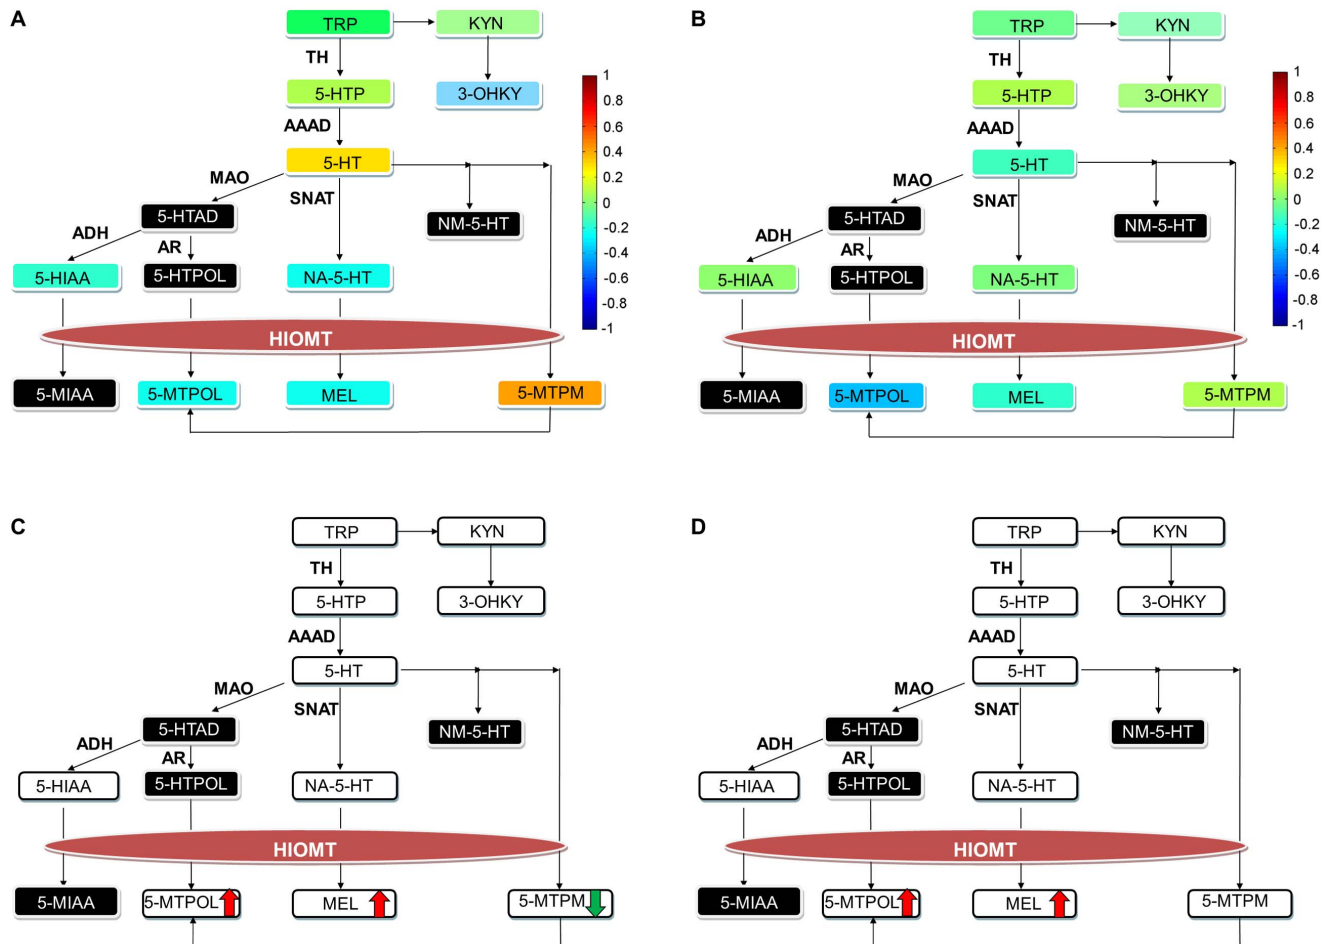 A
TRP
KYN
TH
5-HTP
3-OHKY
AAAD
5-HT
MAO
SNAT
5-HTAD
NM-5-HT
ADH
AR
5-HIAA
5-HTPOL
NA-5-HT
HIOMT
5-MIAA
5-MTPOL
MEL
5-MTPM
1
0.8
0.6
0.4
0.2
0
-0.2
-0.4
-0.6
-0.8
-1
B
TRP
KYN
TH
5-HTP
3-OHKY
AAAD
5-HT
MAO
SNAT
5-HTAD
NM-5-HT
ADH
AR
5-HIAA
5-HTPOL
NA-5-HT
HIOMT
5-MIAA
5-MTPOL
MEL
5-MTPM
1
0.8
0.6
0.4
0.2
0
-0.2
-0.4
-0.6
-0.8
-1
C
TRP
KYN
TH
5-HTP
3-OHKY
AAAD
5-HT
MAO
SNAT
5-HTAD
NM-5-HT
ADH
AR
5-HIAA
5-HTPOL
NA-5-HT
HIOMT
5-MIAA
5-MTPOL
MEL
5-MTPM
D
TRP
KYN
TH
5-HTP
3-OHKY
AAAD
5-HT
MAO
SNAT
5-HTAD
NM-5-HT
ADH
AR
5-HIAA
5-HTPOL
NA-5-HT
HIOMT
5-MIAA
5-MTPOL
MEL
5-MTPM